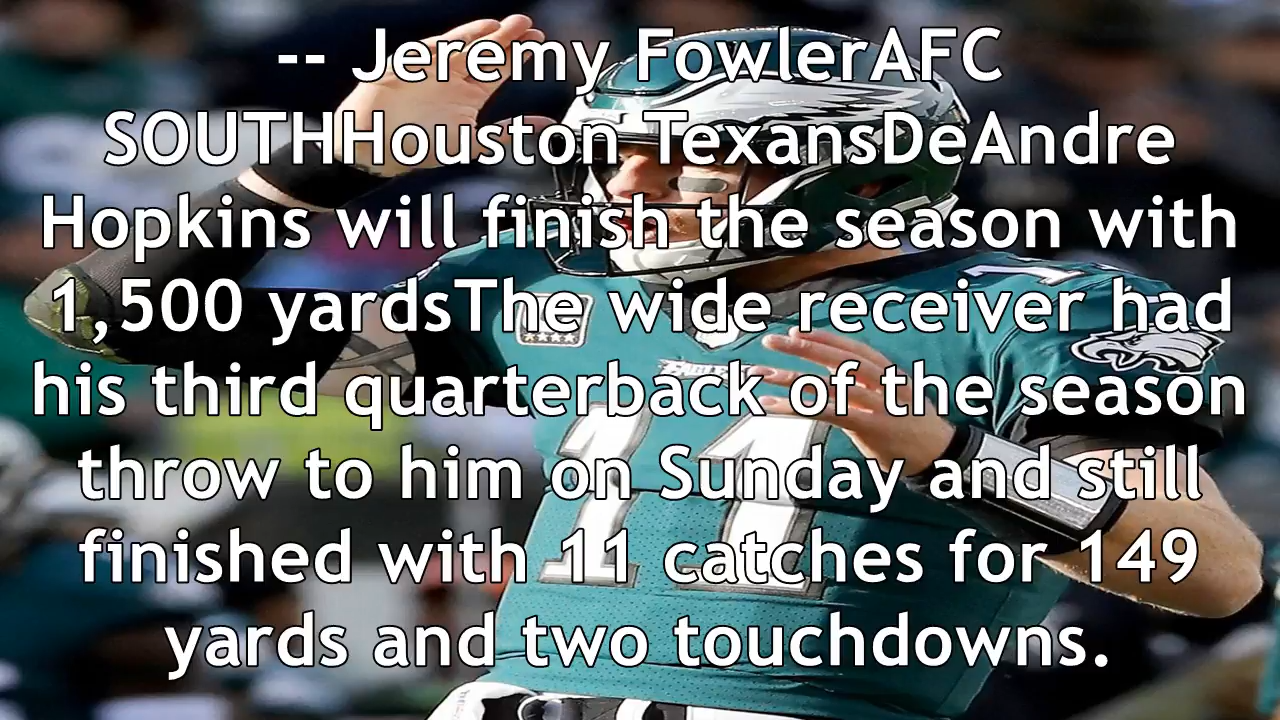 -- Jeremy FowlerAFC
SOUTHHouston TexansDeAndre
Hopkins will finish the season with
1,500 yardsThe wide receiver had
his third quarterback of the season
throw to him on Sunday and still
finished with 11 catches for 149
yards and two touchdowns.
EAGLES
11